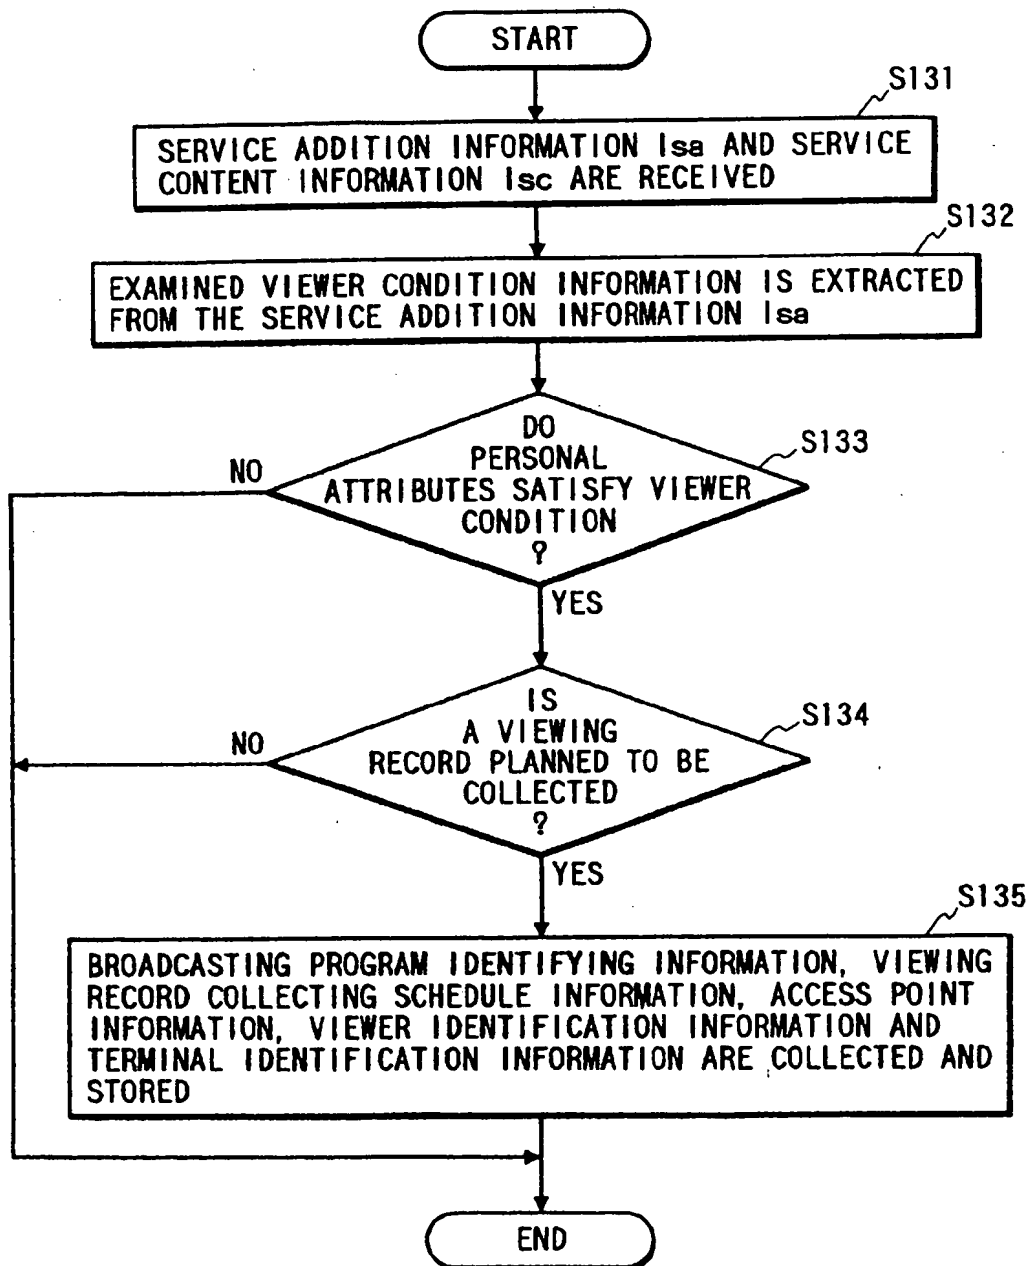 START
S131
SERVICE ADDITION INFORMATION Isa AND SERVICE
CONTENT INFORMATION Isc ARE RECEIVED
S132
EXAMINED VIEWER CONDITION INFORMATION IS EXTRACTED
FROM THE SERVICE ADDITION INFORMATION Isa
S133
DO
PERSONAL
ATTRIBUTES SATISFY VIEWER
CONDITION
?
NO
YES
S134
IS
A VIEWING
RECORD PLANNED TO BE
COLLECTED
?
NO
YES
S135
BROADCASTING PROGRAM IDENTIFYING INFORMATION, VIEWING
RECORD COLLECTING SCHEDULE INFORMATION, ACCESS POINT
INFORMATION, VIEWER IDENTIFICATION INFORMATION AND
TERMINAL IDENTIFICATION INFORMATION ARE COLLECTED AND
STORED
END